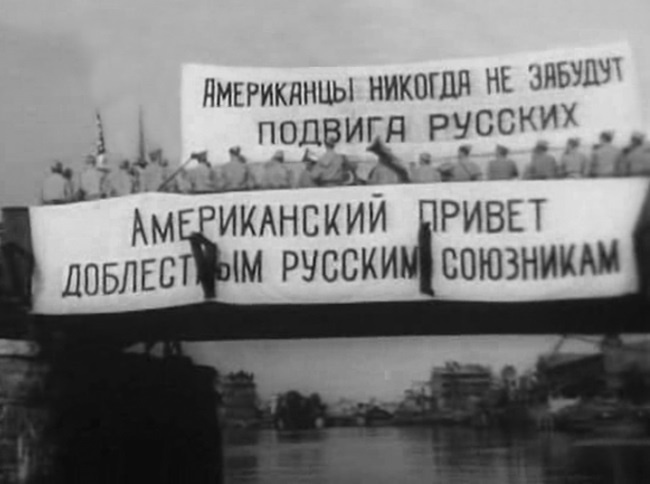 Американцы никогда не забудут
подвига русских
Американский привет
доблестным русским союзникам